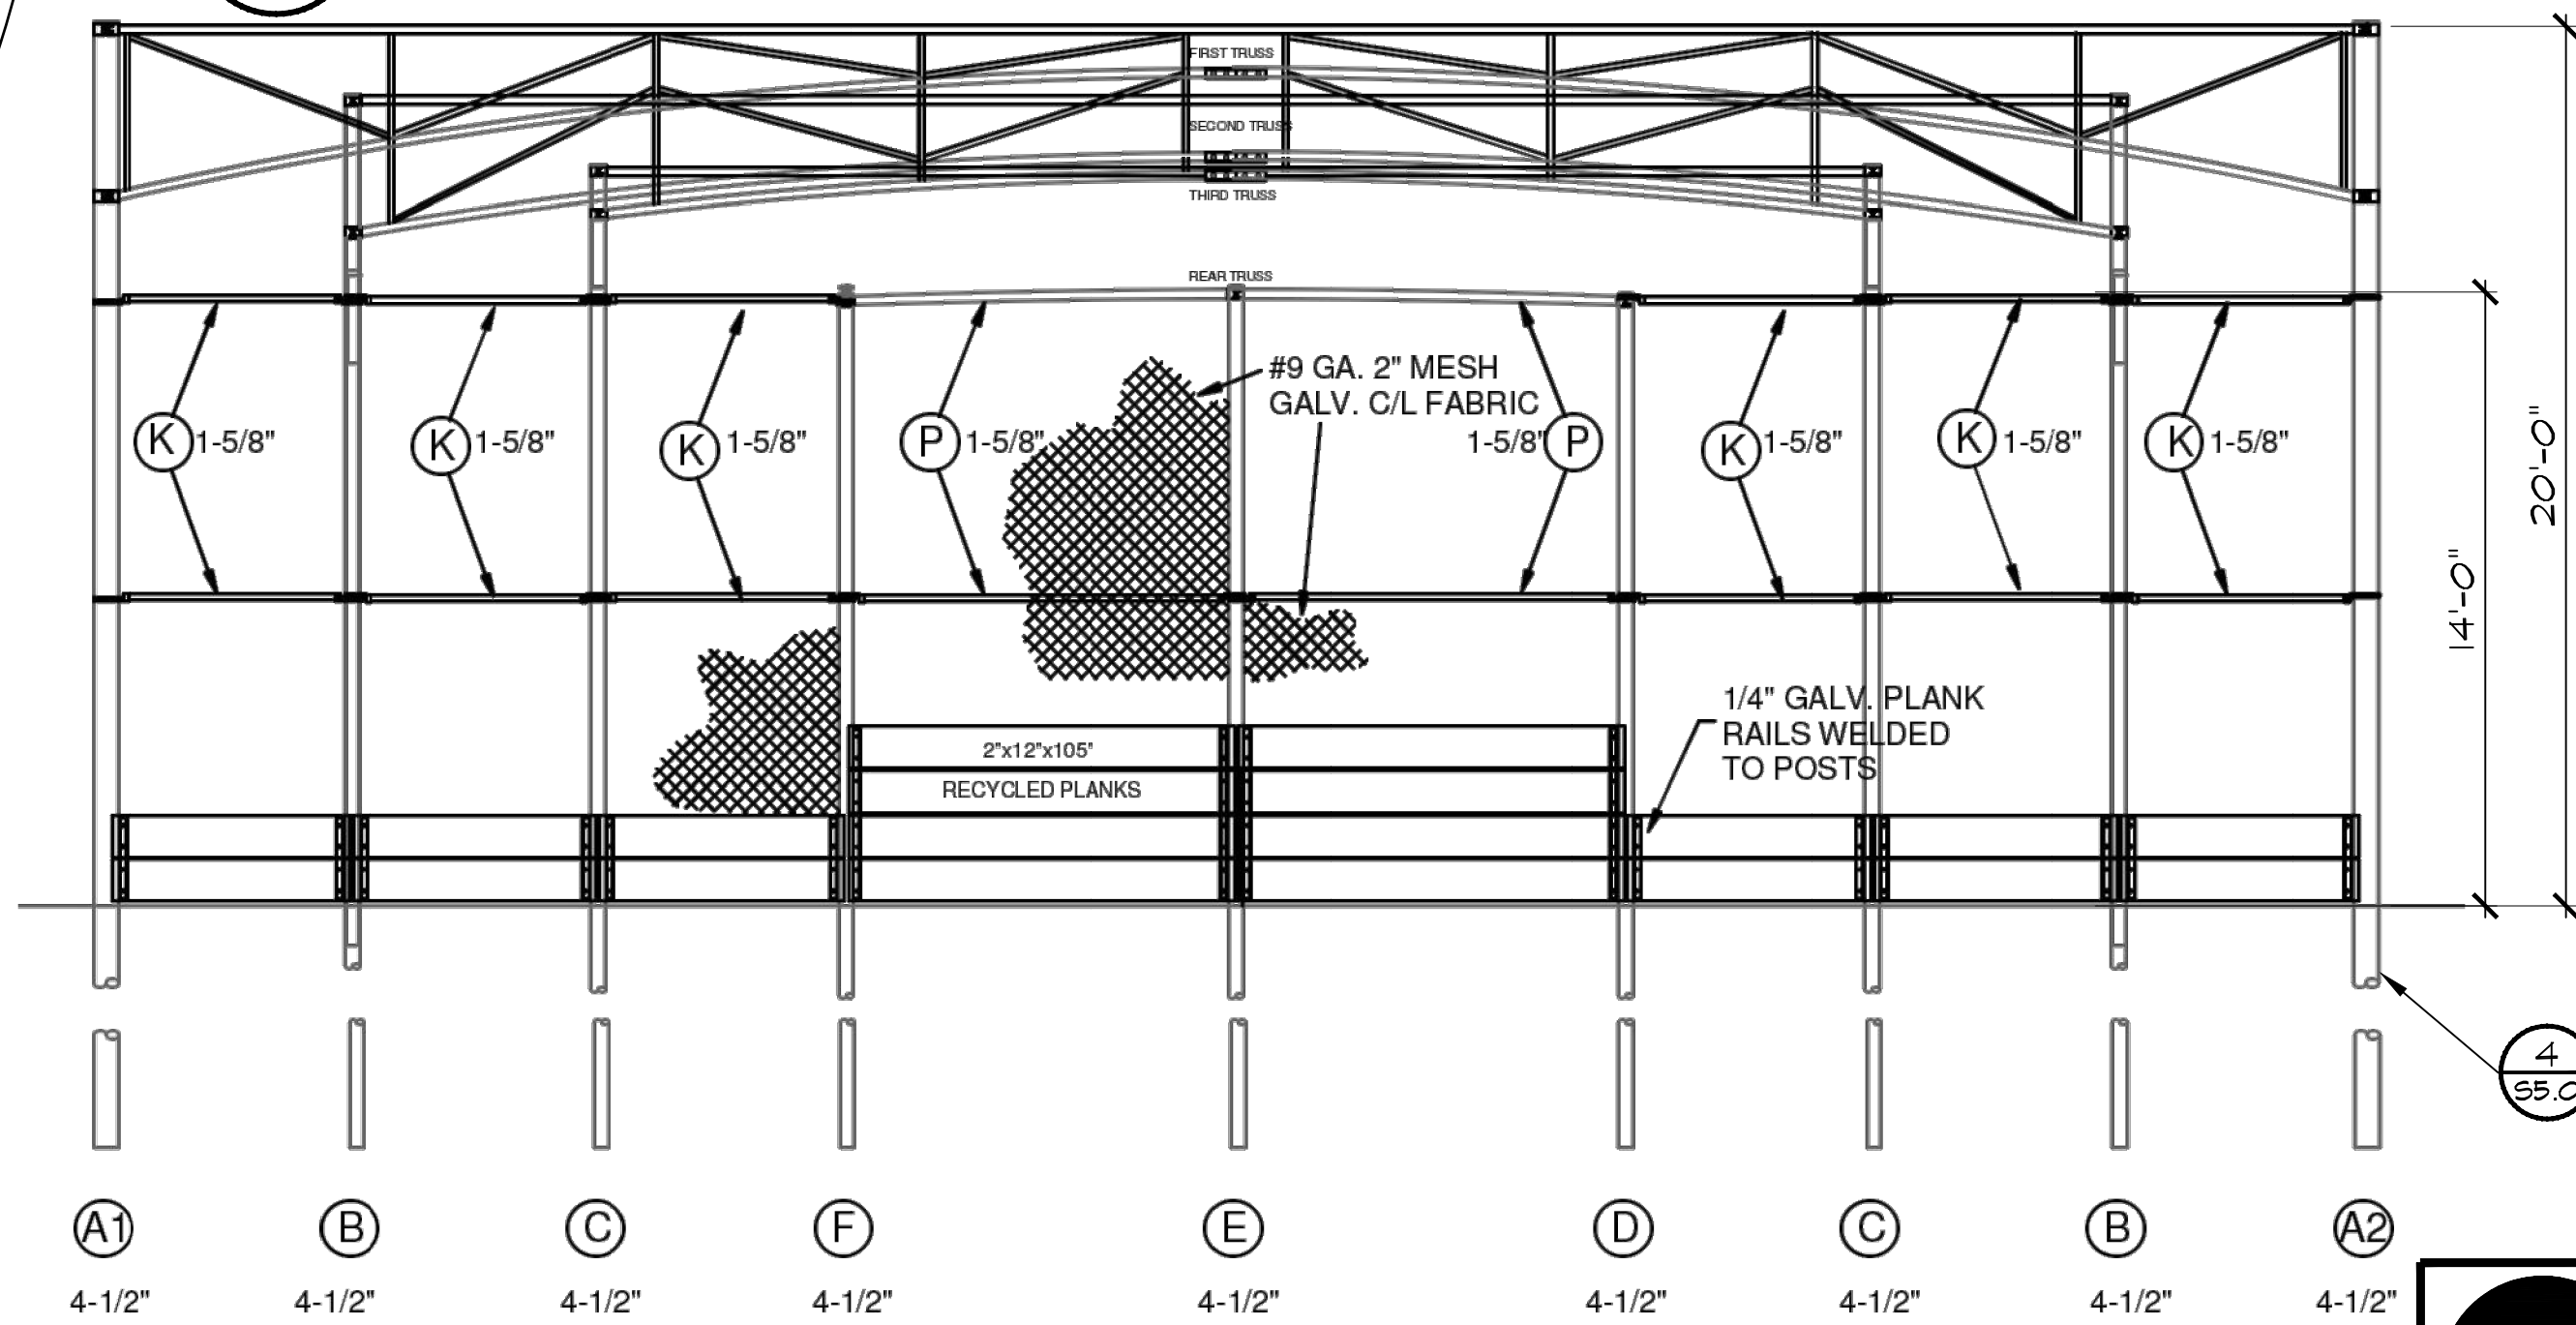 FIRST TRUSS
SECOND TRUSS
THIRD TRUSS
REAR TRUSS
#9 GA. 2" MESH
GALV. C/L FABRIC
K 1-5/8"
K 1-5/8"
K 1-5/8"
P 1-5/8"
1-5/8" P
K 1-5/8"
K 1-5/8"
K 1-5/8"
20'-0"
14'-0"
1/4" GALV. PLANK
RAILS WELDED
TO POSTS
2"x12"x105"
RECYCLED PLANKS
4
S5.0
A1 B C F E D C B A2
4-1/2" 4-1/2" 4-1/2" 4-1/2" 4-1/2" 4-1/2" 4-1/2" 4-1/2" 4-1/2"